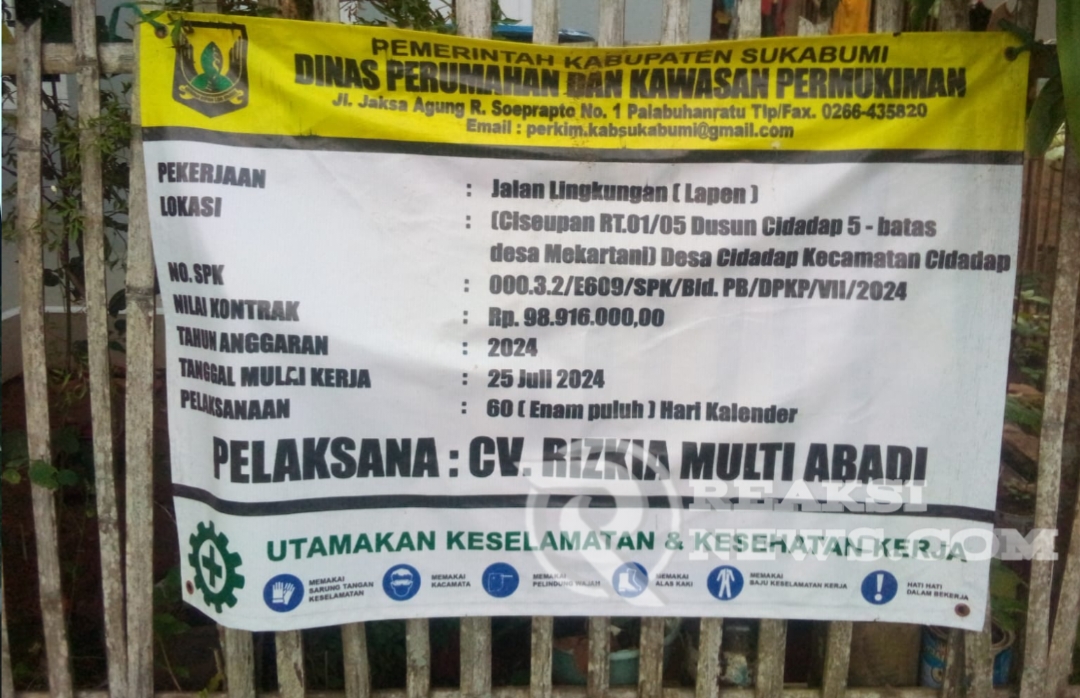 PEMERINTAH KABUPATEN SUKABUMI
DINAS PERUMAHAN DAN KAWASAN PERMUKIMAN
Jl. Jaksa Agung R. Soeprapto No. 1 Palabuhanratu Tlp/Fax. 0266-435820
Email : perkim.kabsukabumi@gmail.com
PEKERJAAN : Jalan Lingkungan ( Lapen )
LOKASI : (Ciseupan RT.01/05 Dusun Cidadap 5 - batas
desa Mekartani) Desa Cidadap Kecamatan Cidadap
NO. SPK : 000.3.2/E609/SPK/Bid. PB/DPKP/VII/2024
NILAI KONTRAK : Rp. 98.916.000,00
TAHUN ANGGARAN : 2024
TANGGAL MULAI KERJA : 25 Juli 2024
PELAKSANAAN : 60 ( Enam puluh ) Hari Kalender
PELAKSANA : CV. RIZKIA MULTI ABADI
REAKSI
NEWS.COM
UTAMAKAN KESELAMATAN & KESEHATAN KERJA
MEMAKAI
SARUNG TANGAN
KESELAMATAN
MEMAKAI
KACAMATA
MEMAKAI
PELINDUNG WAJAH
MEMAKAI
ALAS KAKI
MEMAKAI
BAJU KESELAMATAN KERJA
HATI HATI
DALAM BEKERJA